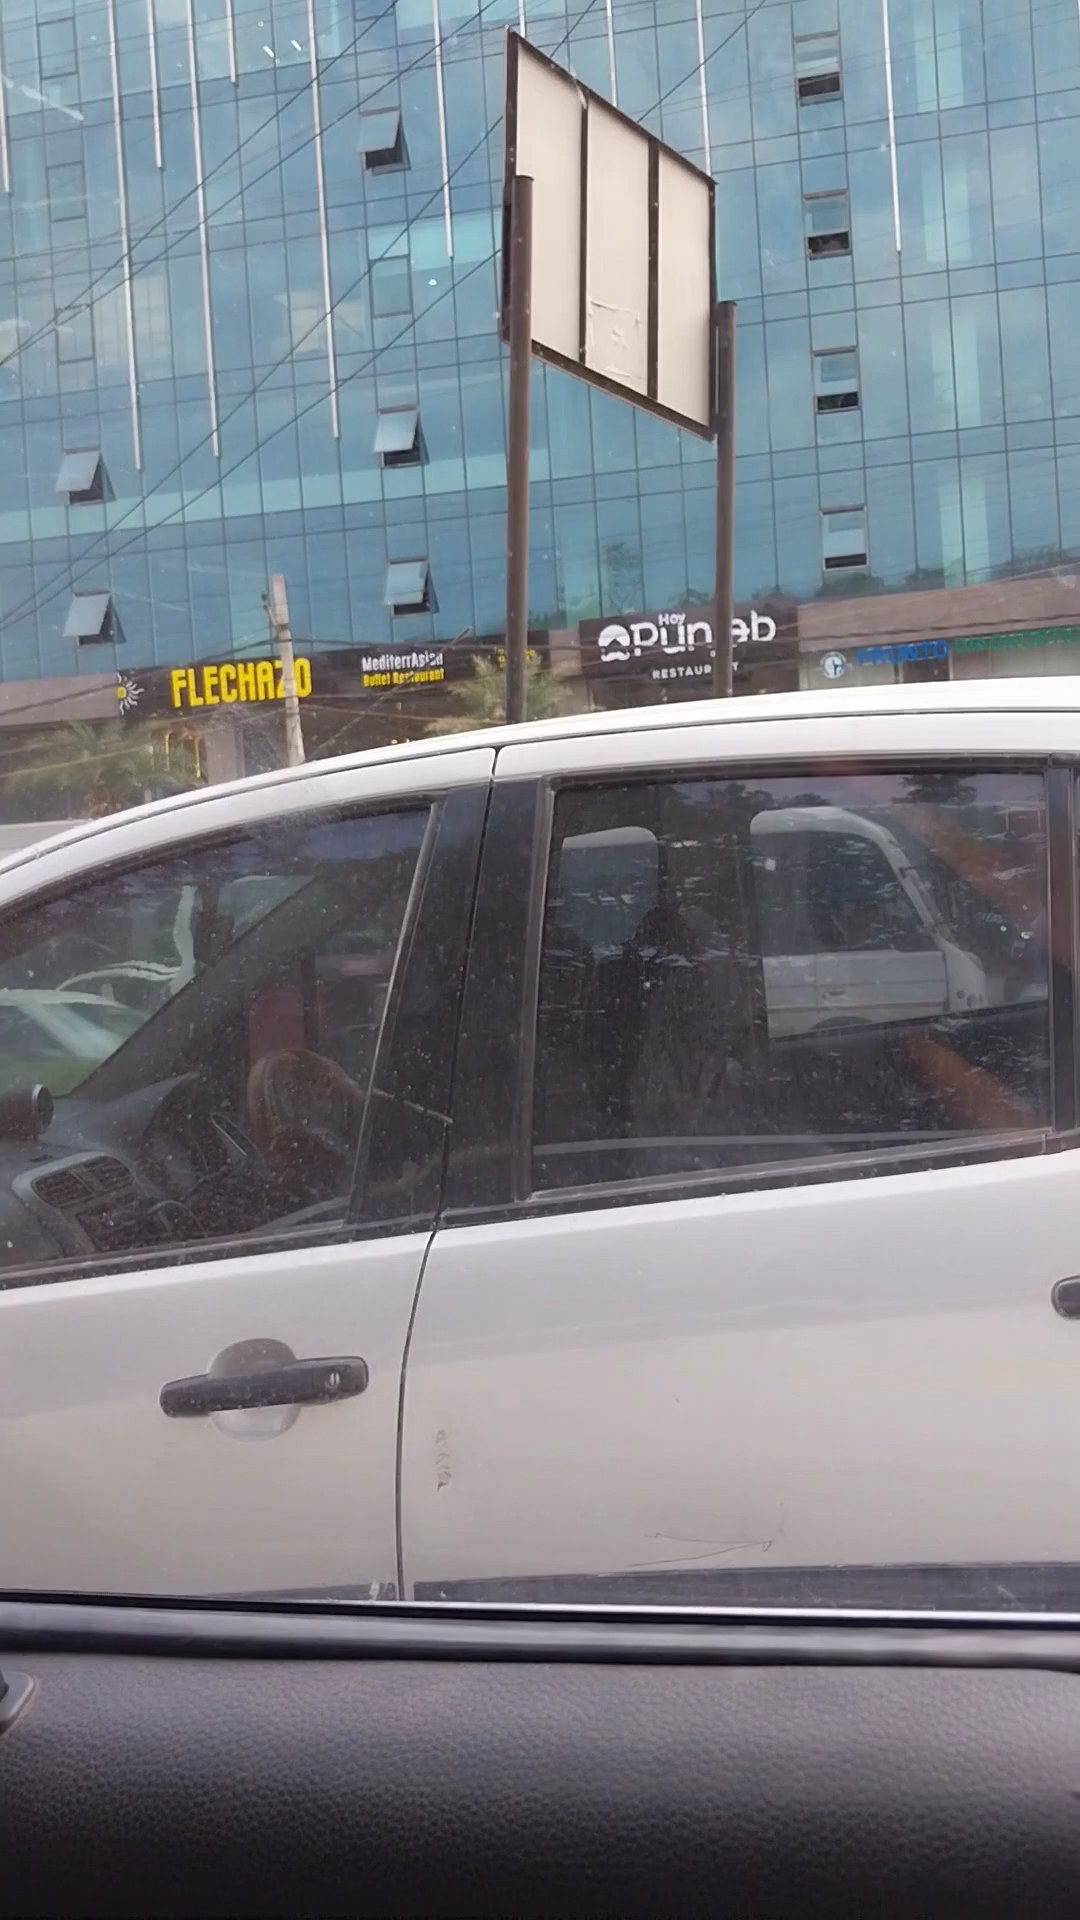 FLECHAZO
MediterrAsian
Buffet Restaurant
Hoy
Punjab
PRONTO